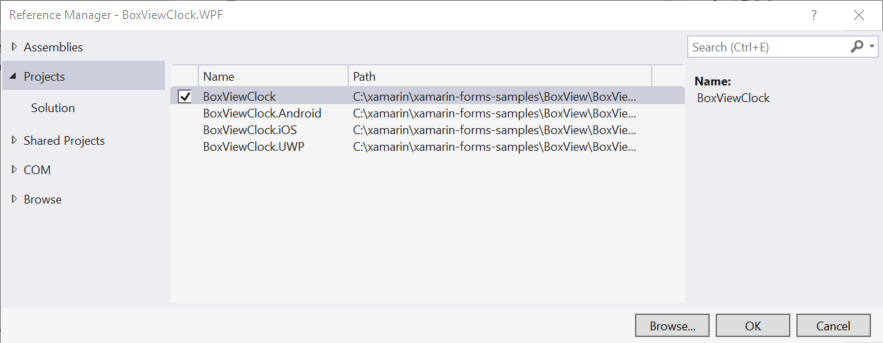 Reference Manager - BoxViewClock.WPF
?
Assemblies
Projects
Solution
Shared Projects
COM
Browse
Name Path
BoxViewClock C:\xamarin\xamarin-forms-samples\BoxView\BoxVie...
BoxViewClock.Android C:\xamarin\xamarin-forms-samples\BoxView\BoxVie...
BoxViewClock.iOS C:\xamarin\xamarin-forms-samples\BoxView\BoxVie...
BoxViewClock.UWP C:\xamarin\xamarin-forms-samples\BoxView\BoxVie...
Search (Ctrl+E)
Name:
BoxViewClock
Browse... OK Cancel